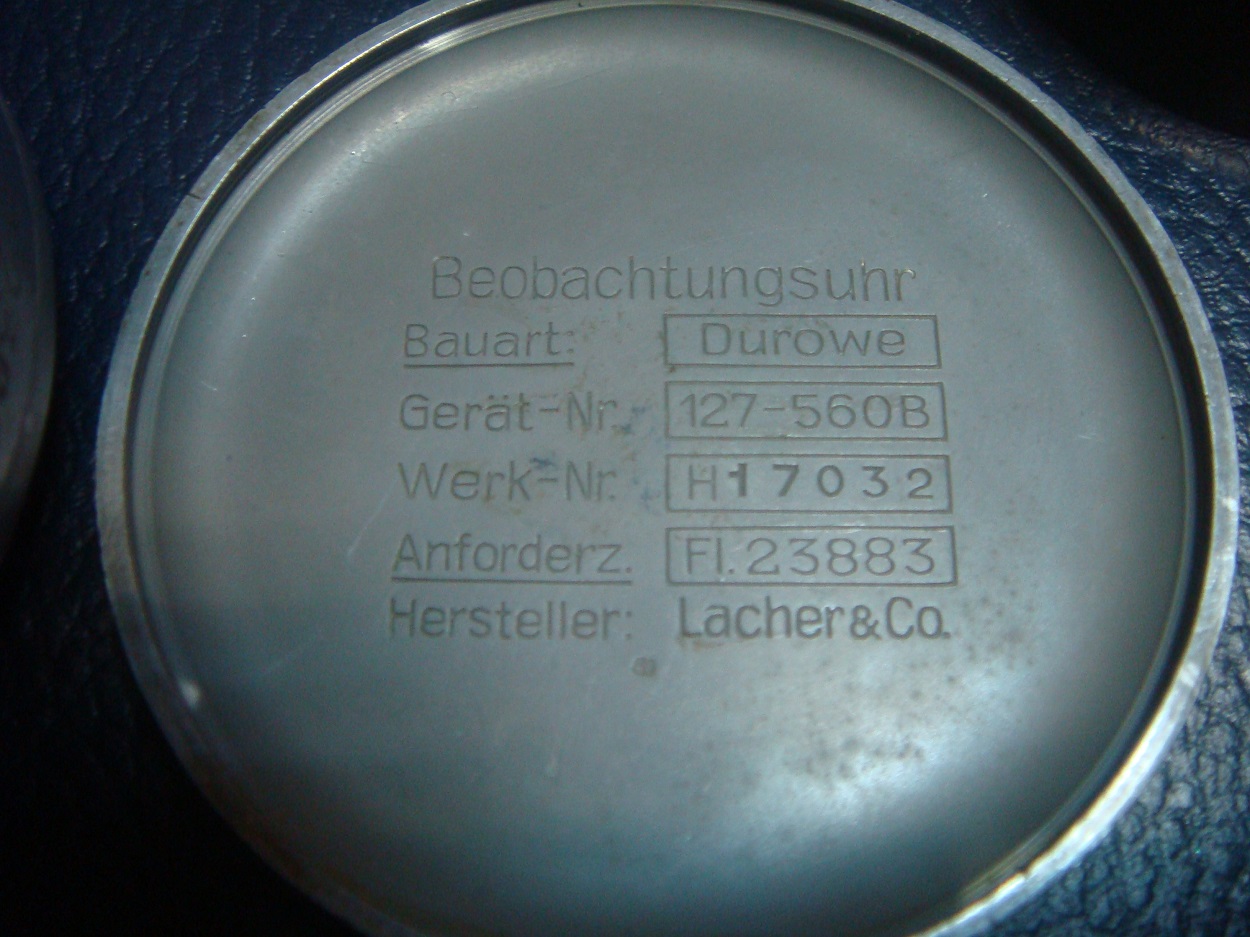 Beobachtungsuhr
Bauart: Durowe
Gerät-Nr. 127-560B
Werk-Nr. H17032
Anforderz. Fl.23883
Hersteller: Lacher&Co.